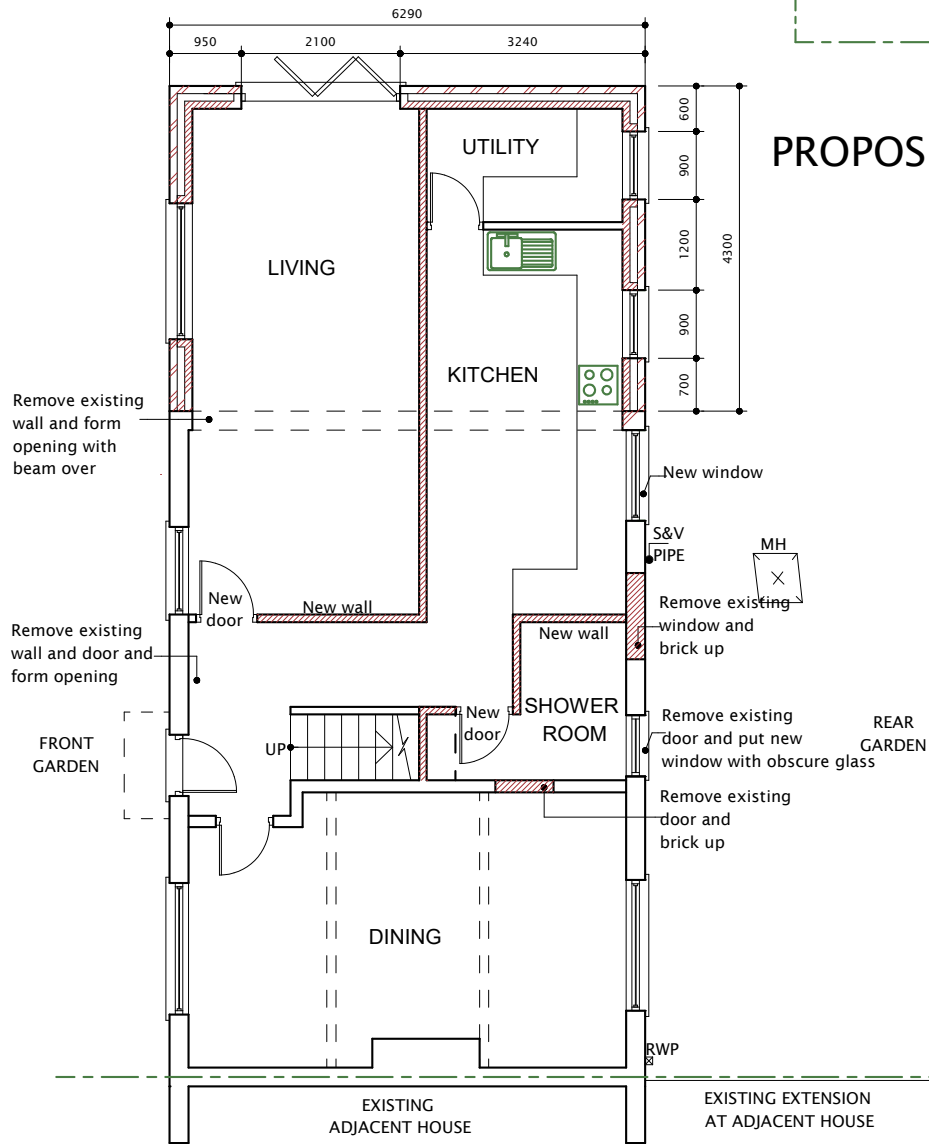 6290
950
2100
3240
600
900
1200
900
700
4300
PROPOS
UTILITY
LIVING
KITCHEN
Remove existing
wall and form
opening with
beam over
New window
S&V
PIPE
MH
New
door
New wall
Remove existing
window and
brick up
New wall
Remove existing
wall and door and
form opening
SHOWER
ROOM
New
door
UP
FRONT
GARDEN
Remove existing
door and put new
window with obscure glass
REAR
GARDEN
Remove existing
door and
brick up
DINING
RWP
EXISTING
ADJACENT HOUSE
EXISTING EXTENSION
AT ADJACENT HOUSE